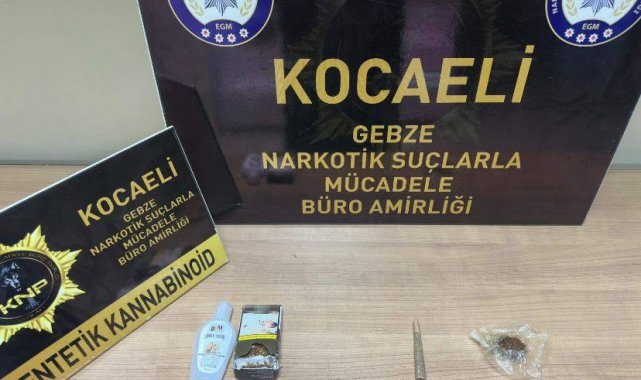 EGM
EGM
KOCAELİ
GEBZE
NARKOTİK SUÇLARLA
MÜCADELE
BÜRO AMİRLİĞİ
KOCAELİ
GEBZE
NARKOTİK SUÇLARLA
MÜCADELE
BÜRO AMİRLİĞİ
KNP
ENTETİK KANNABİNOİD